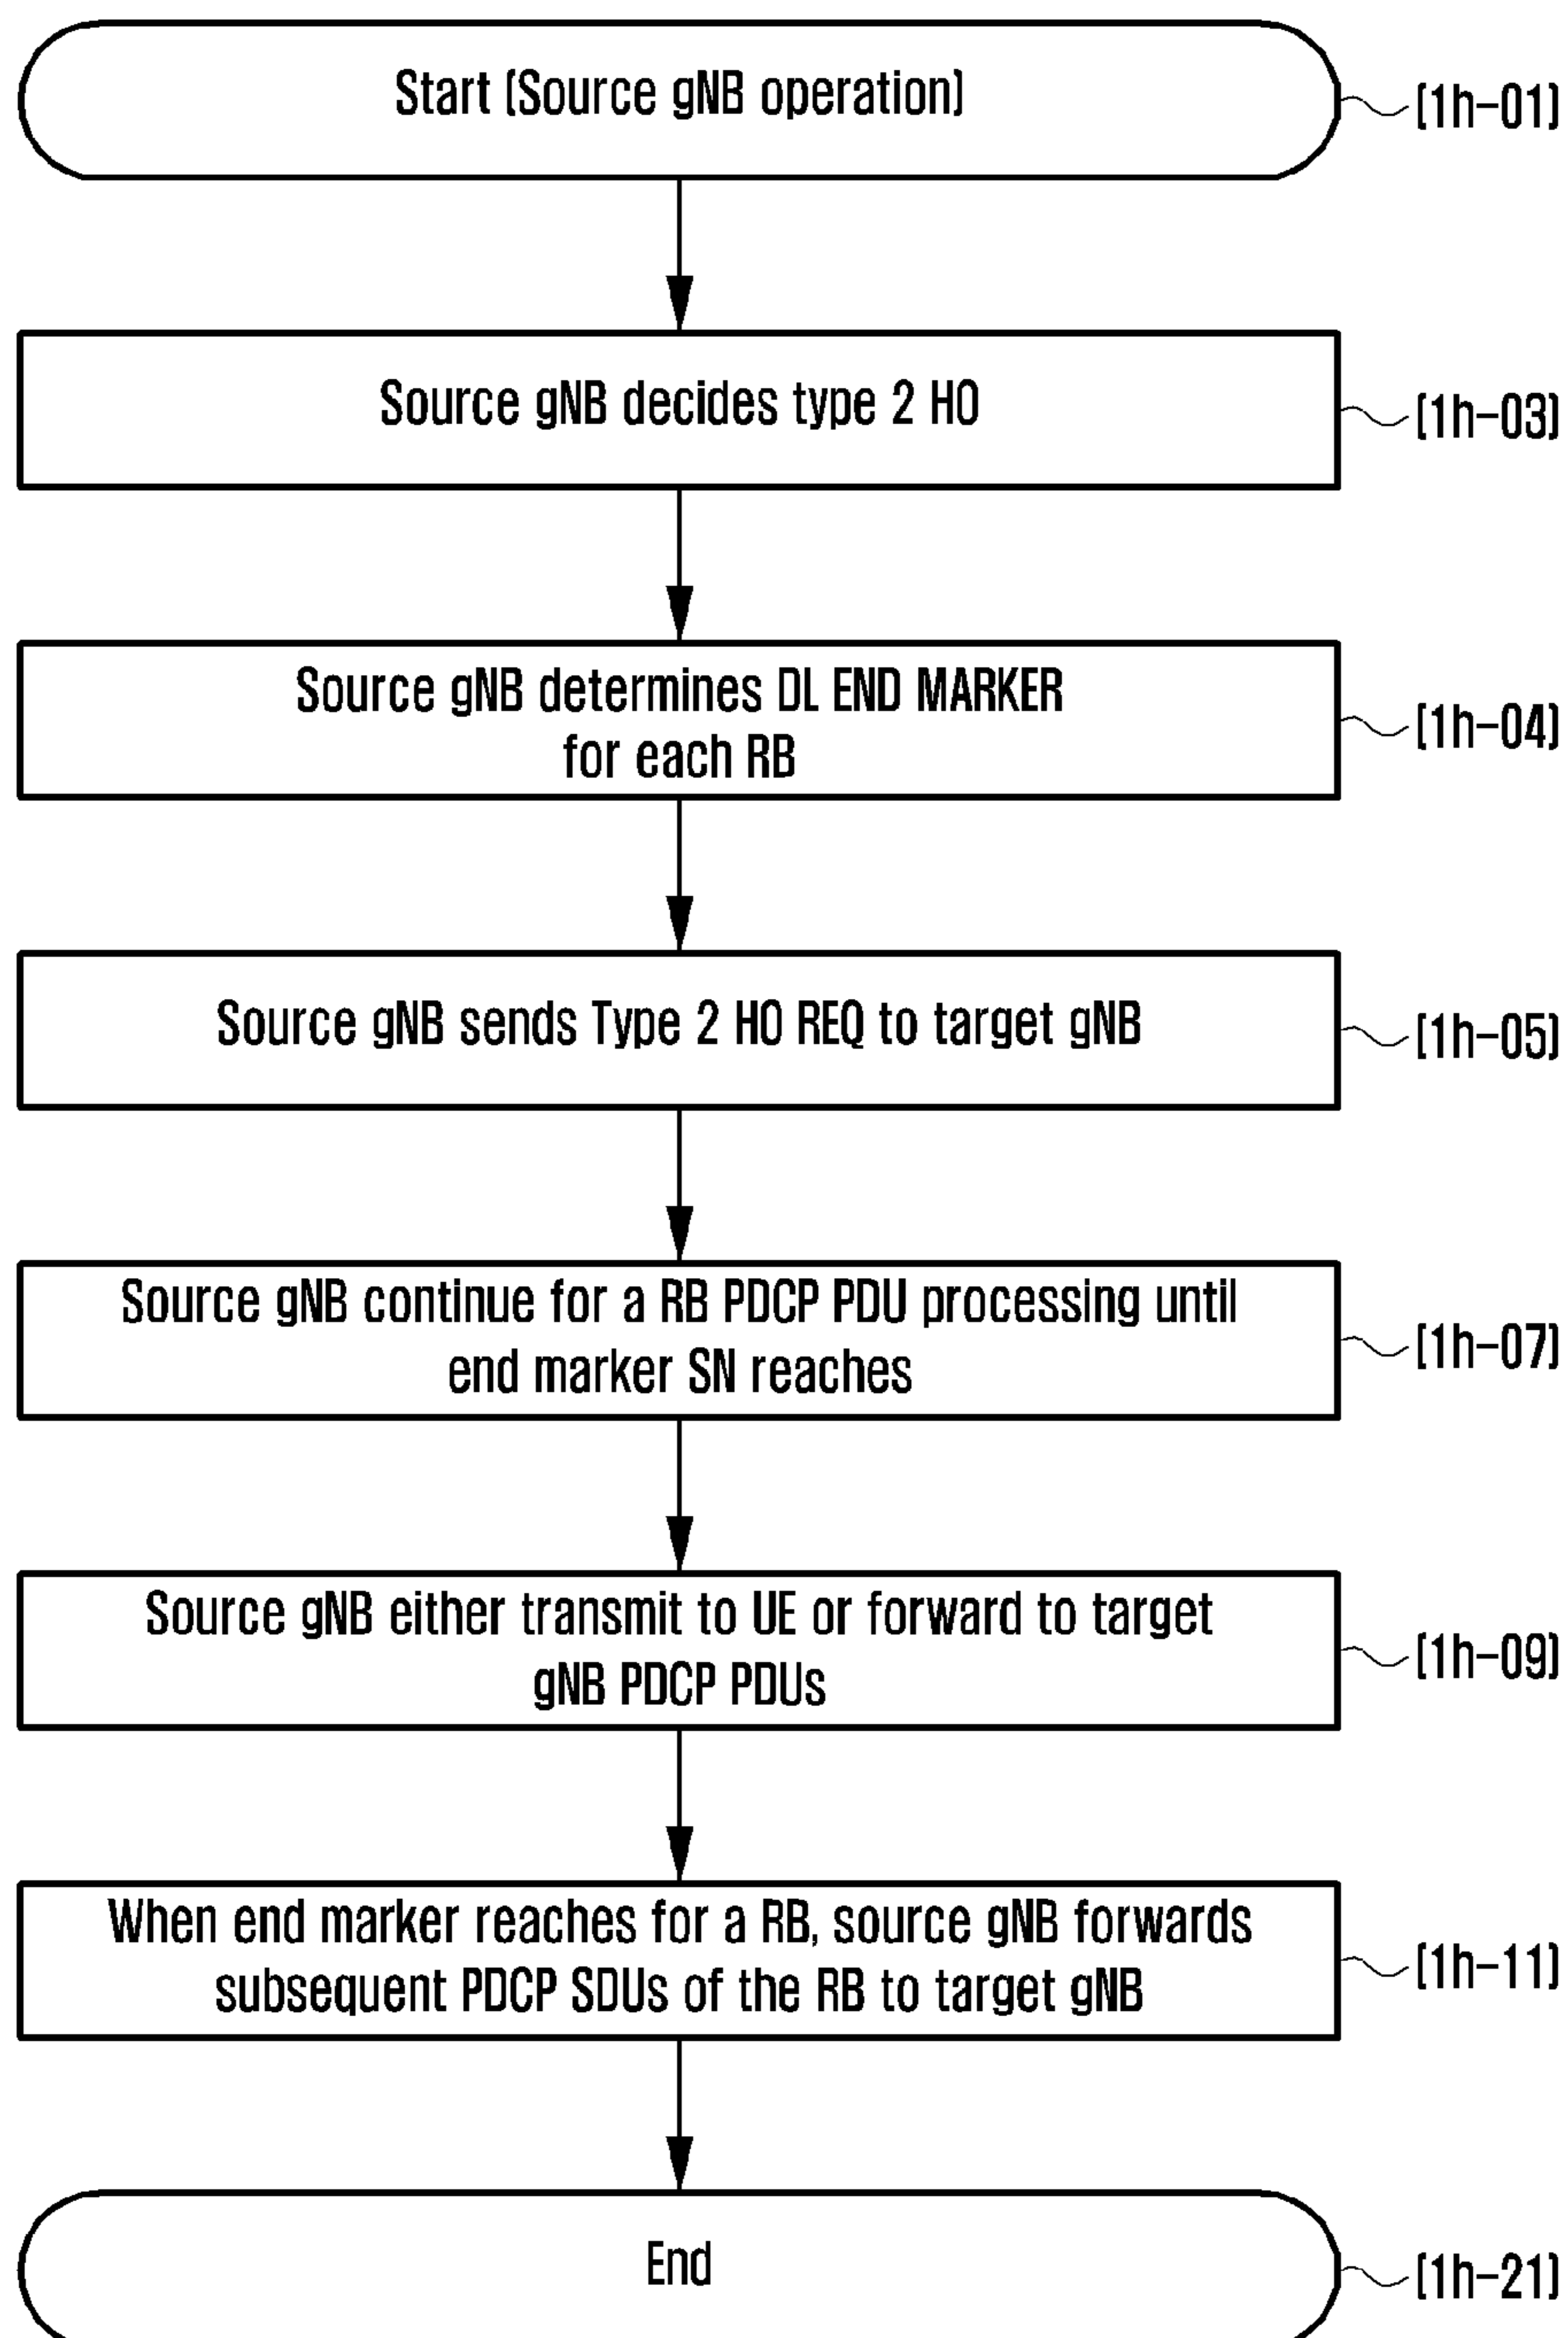 Start (Source gNB operation)
[1h-01]
Source gNB decides type 2 HO
[1h-03]
Source gNB determines DL END MARKER
for each RB
[1h-04]
Source gNB sends Type 2 HO REQ to target gNB
[1h-05]
Source gNB continue for a RB PDCP PDU processing until
end marker SN reaches
[1h-07]
Source gNB either transmit to UE or forward to target
gNB PDCP PDUs
[1h-09]
When end marker reaches for a RB, source gNB forwards
subsequent PDCP SDUs of the RB to target gNB
[1h-11]
End
[1h-21]